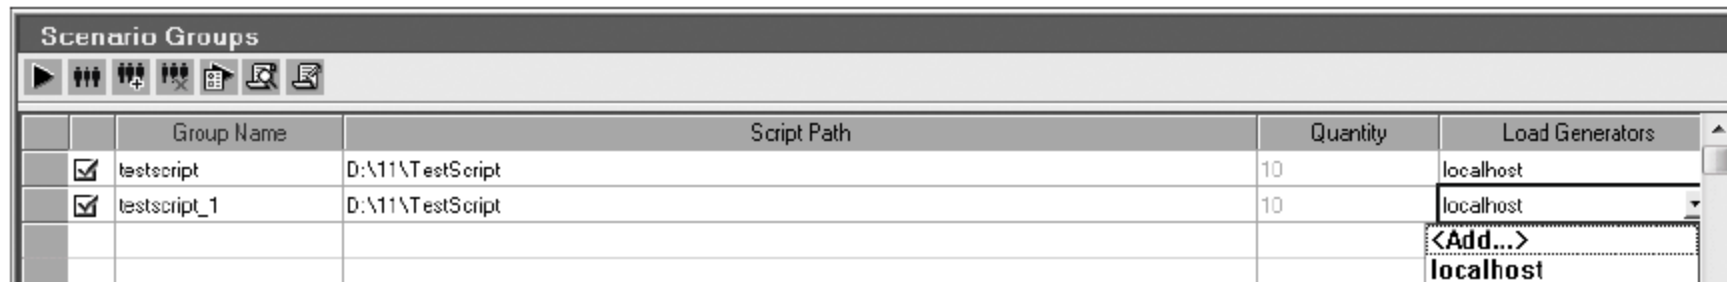 Scenario Groups
Group Name Script Path Quantity Load Generators
testscript D:\11\TestScript 10 localhost
testscript_1 D:\11\TestScript 10 localhost
<Add...>
localhost